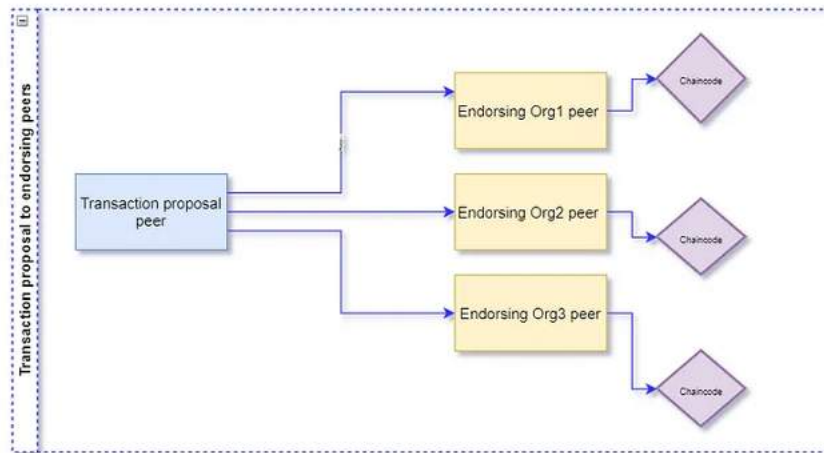 Transaction proposal to endorsing peers
Transaction proposal
peer
Endorsing Org1 peer
Chaincode
Endorsing Org2 peer
Chaincode
Endorsing Org3 peer
Chaincode